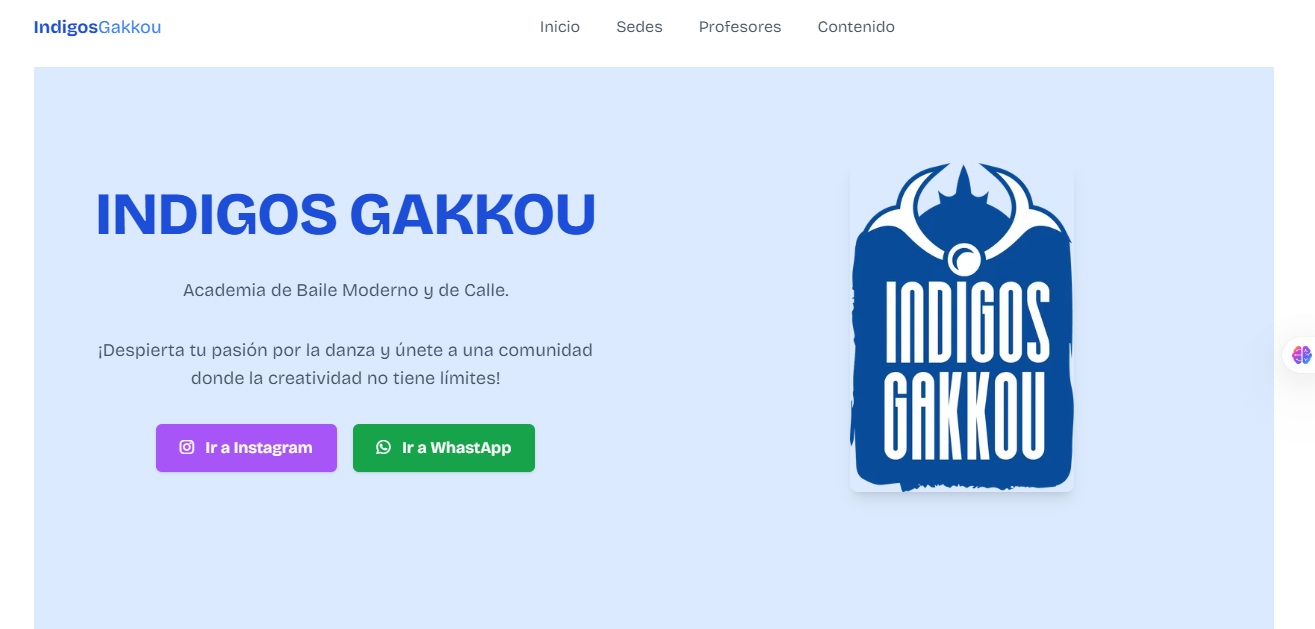 IndigosGakkou
Inicio
Sedes
Profesores
Contenido
INDIGOS GAKKOU
Academia de Baile Moderno y de Calle.
¡Despierta tu pasión por la danza y únete a una comunidad
donde la creatividad no tiene límites!
Ir a Instagram
Ir a WhastApp
INDIGOS
GAKKOU